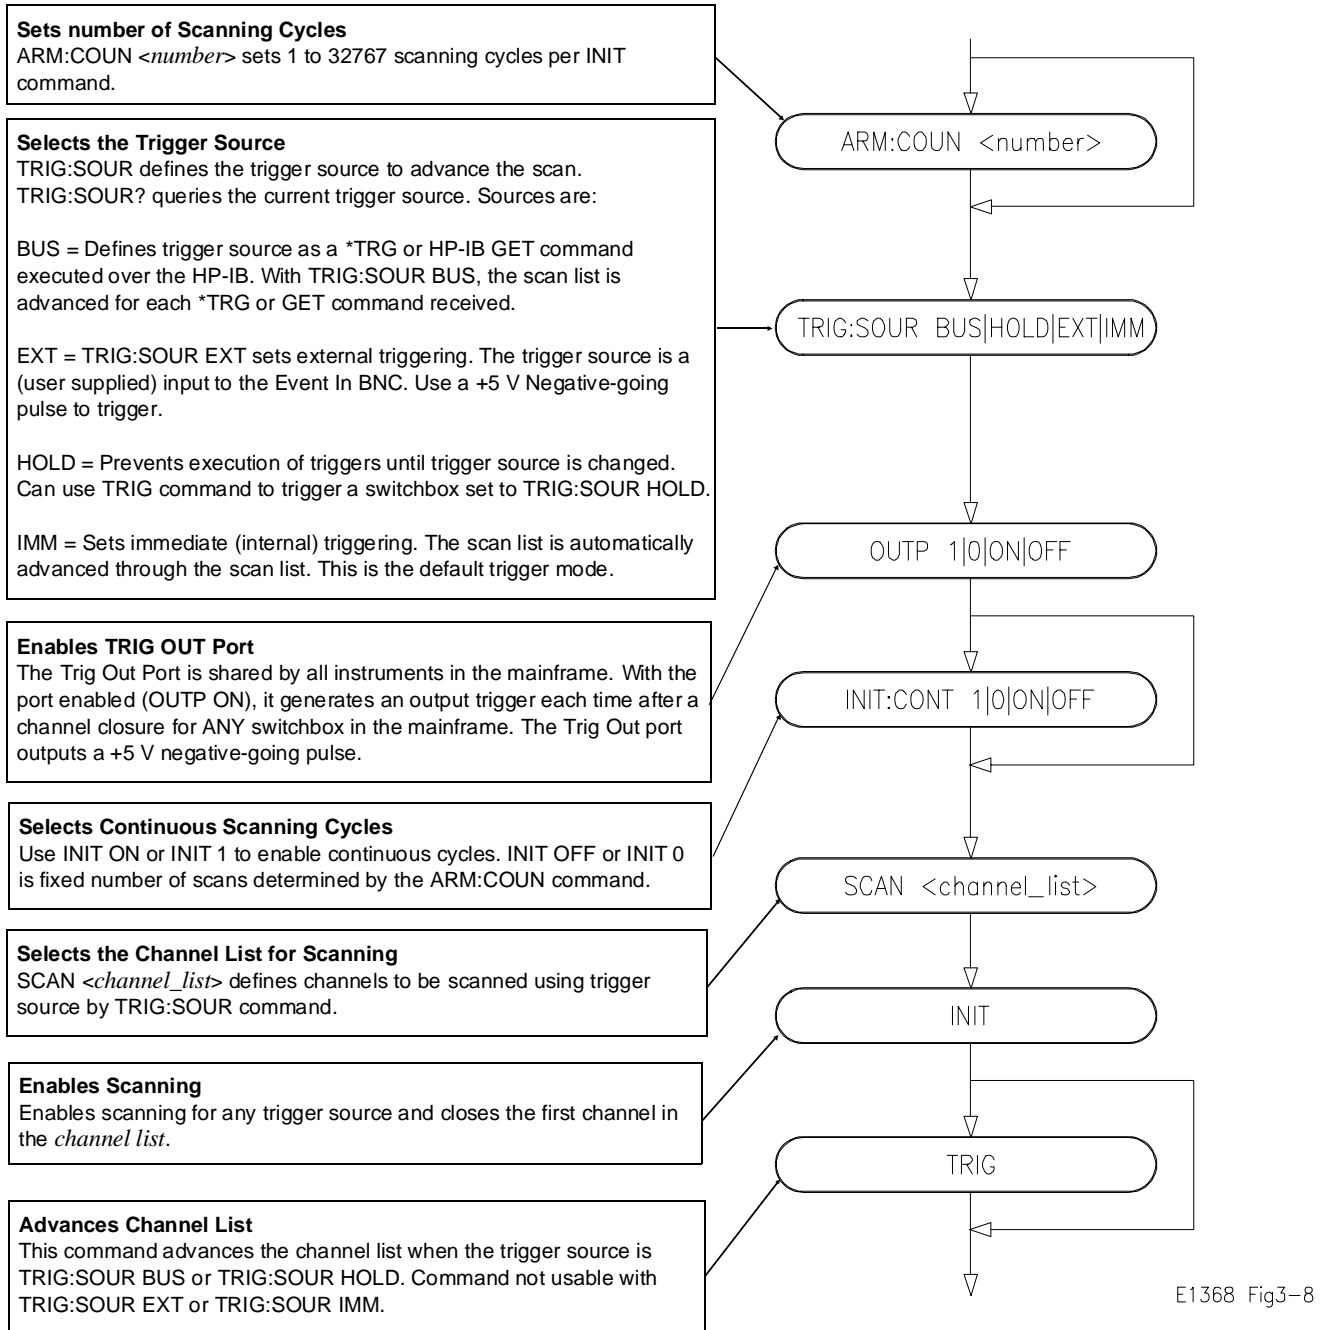 Sets number of Scanning Cycles
ARM:COUN <number> sets 1 to 32767 scanning cycles per INIT
command.
Selects the Trigger Source
TRIG:SOUR defines the trigger source to advance the scan.
TRIG:SOUR? queries the current trigger source. Sources are:
BUS = Defines trigger source as a *TRG or HP-IB GET command
executed over the HP-IB. With TRIG:SOUR BUS, the scan list is
advanced for each *TRG or GET command received.
EXT = TRIG:SOUR EXT sets external triggering. The trigger source is a
(user supplied) input to the Event In BNC. Use a +5 V Negative-going
pulse to trigger.
HOLD = Prevents execution of triggers until trigger source is changed.
Can use TRIG command to trigger a switchbox set to TRIG:SOUR HOLD.
IMM = Sets immediate (internal) triggering. The scan list is automatically
advanced through the scan list. This is the default trigger mode.
Enables TRIG OUT Port
The Trig Out Port is shared by all instruments in the mainframe. With the
port enabled (OUTP ON), it generates an output trigger each time after a
channel closure for ANY switchbox in the mainframe. The Trig Out port
outputs a +5 V negative-going pulse.
Selects Continuous Scanning Cycles
Use INIT ON or INIT 1 to enable continuous cycles. INIT OFF or INIT 0
is fixed number of scans determined by the ARM:COUN command.
Selects the Channel List for Scanning
SCAN <channel_list> defines channels to be scanned using trigger
source by TRIG:SOUR command.
Enables Scanning
Enables scanning for any trigger source and closes the first channel in
the channel list.
Advances Channel List
This command advances the channel list when the trigger source is
TRIG:SOUR BUS or TRIG:SOUR HOLD. Command not usable with
TRIG:SOUR EXT or TRIG:SOUR IMM.
ARM:COUN <number>
TRIG:SOUR BUS|HOLD|EXT|IMM
OUTP 1|0|ON|OFF
INIT:CONT 1|0|ON|OFF
SCAN <channel_list>
INIT
TRIG
E1368 Fig3-8